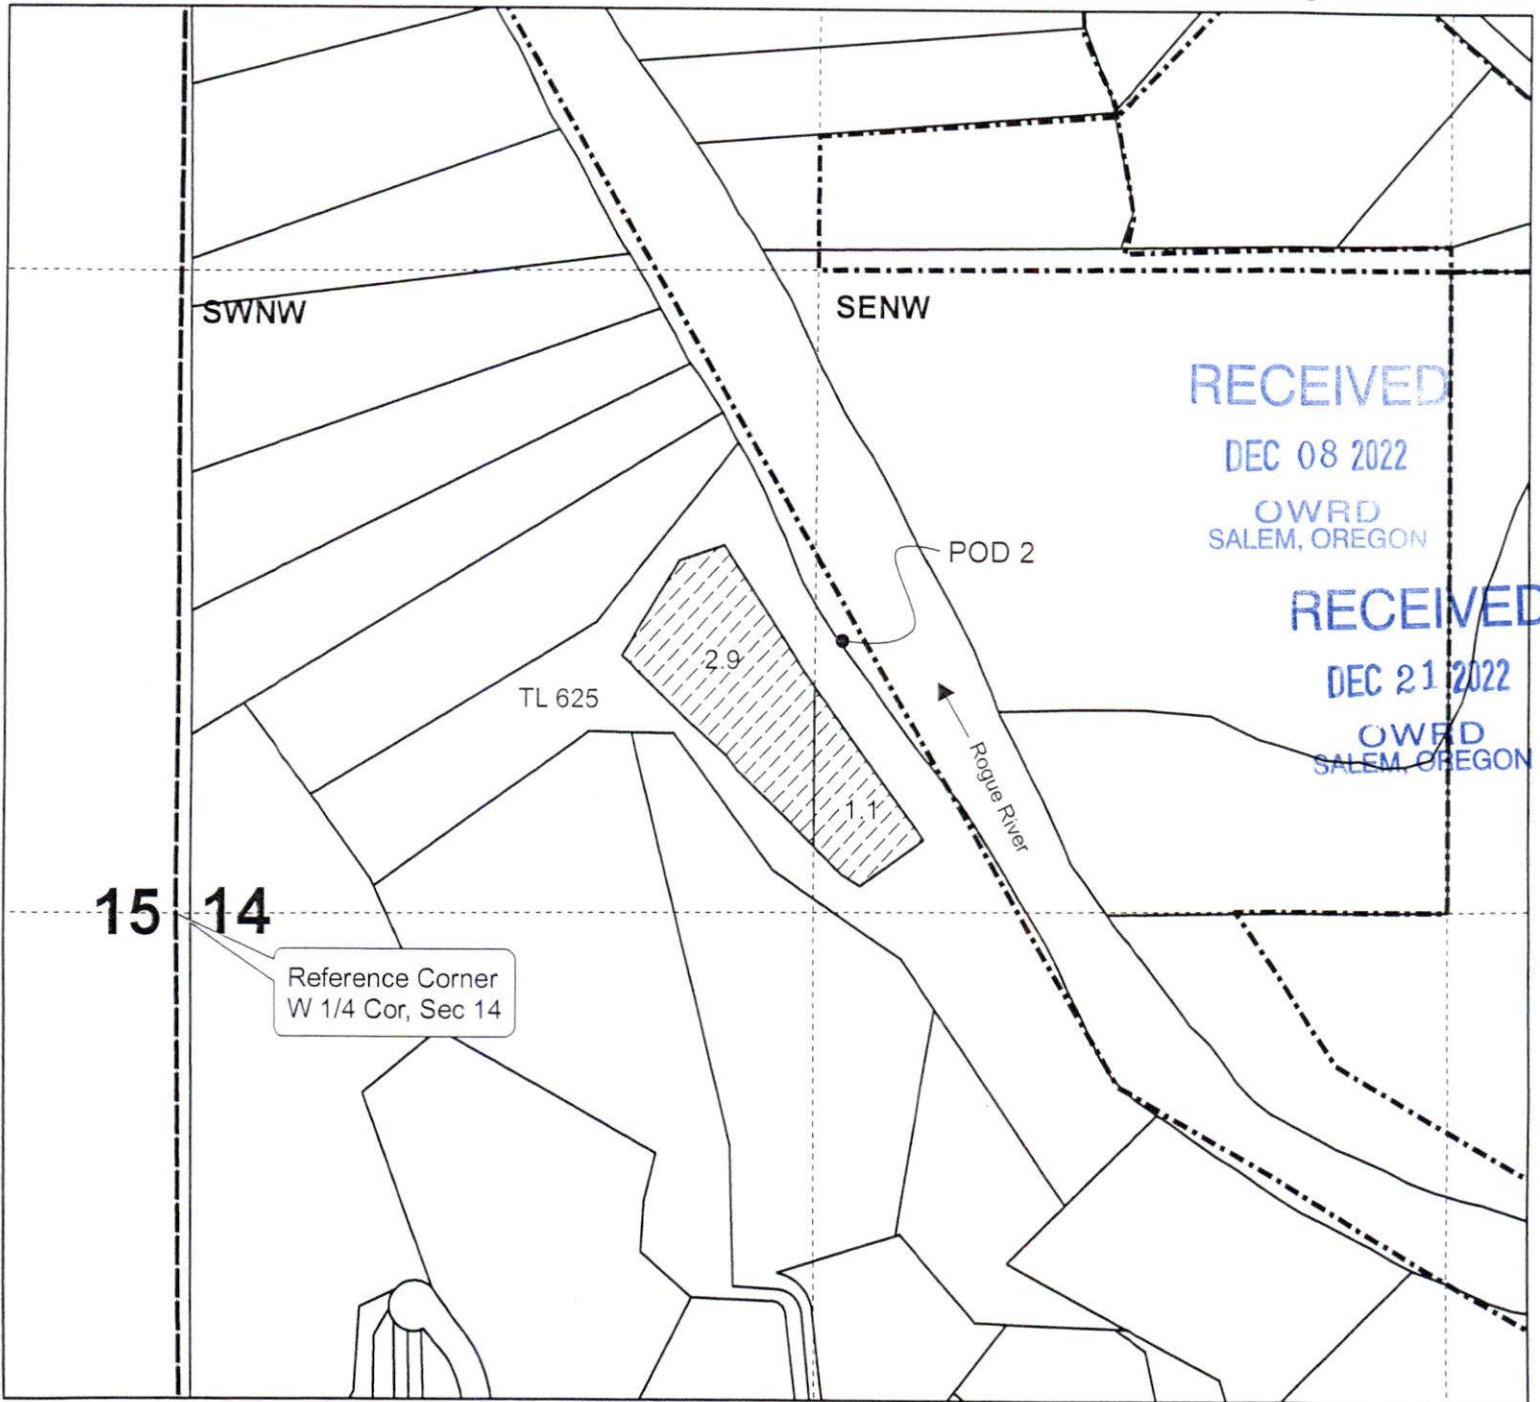 SWNW
SENW
RECEIVED
DEC 08 2022
OWRD
SALEM, OREGON
POD 2
RECEIVED
DEC 21 2022
OWRD
SALEM, OREGON
2.9
TL 625
Rogue River
1.1
15 14
Reference Corner
W 1/4 Cor, Sec 14